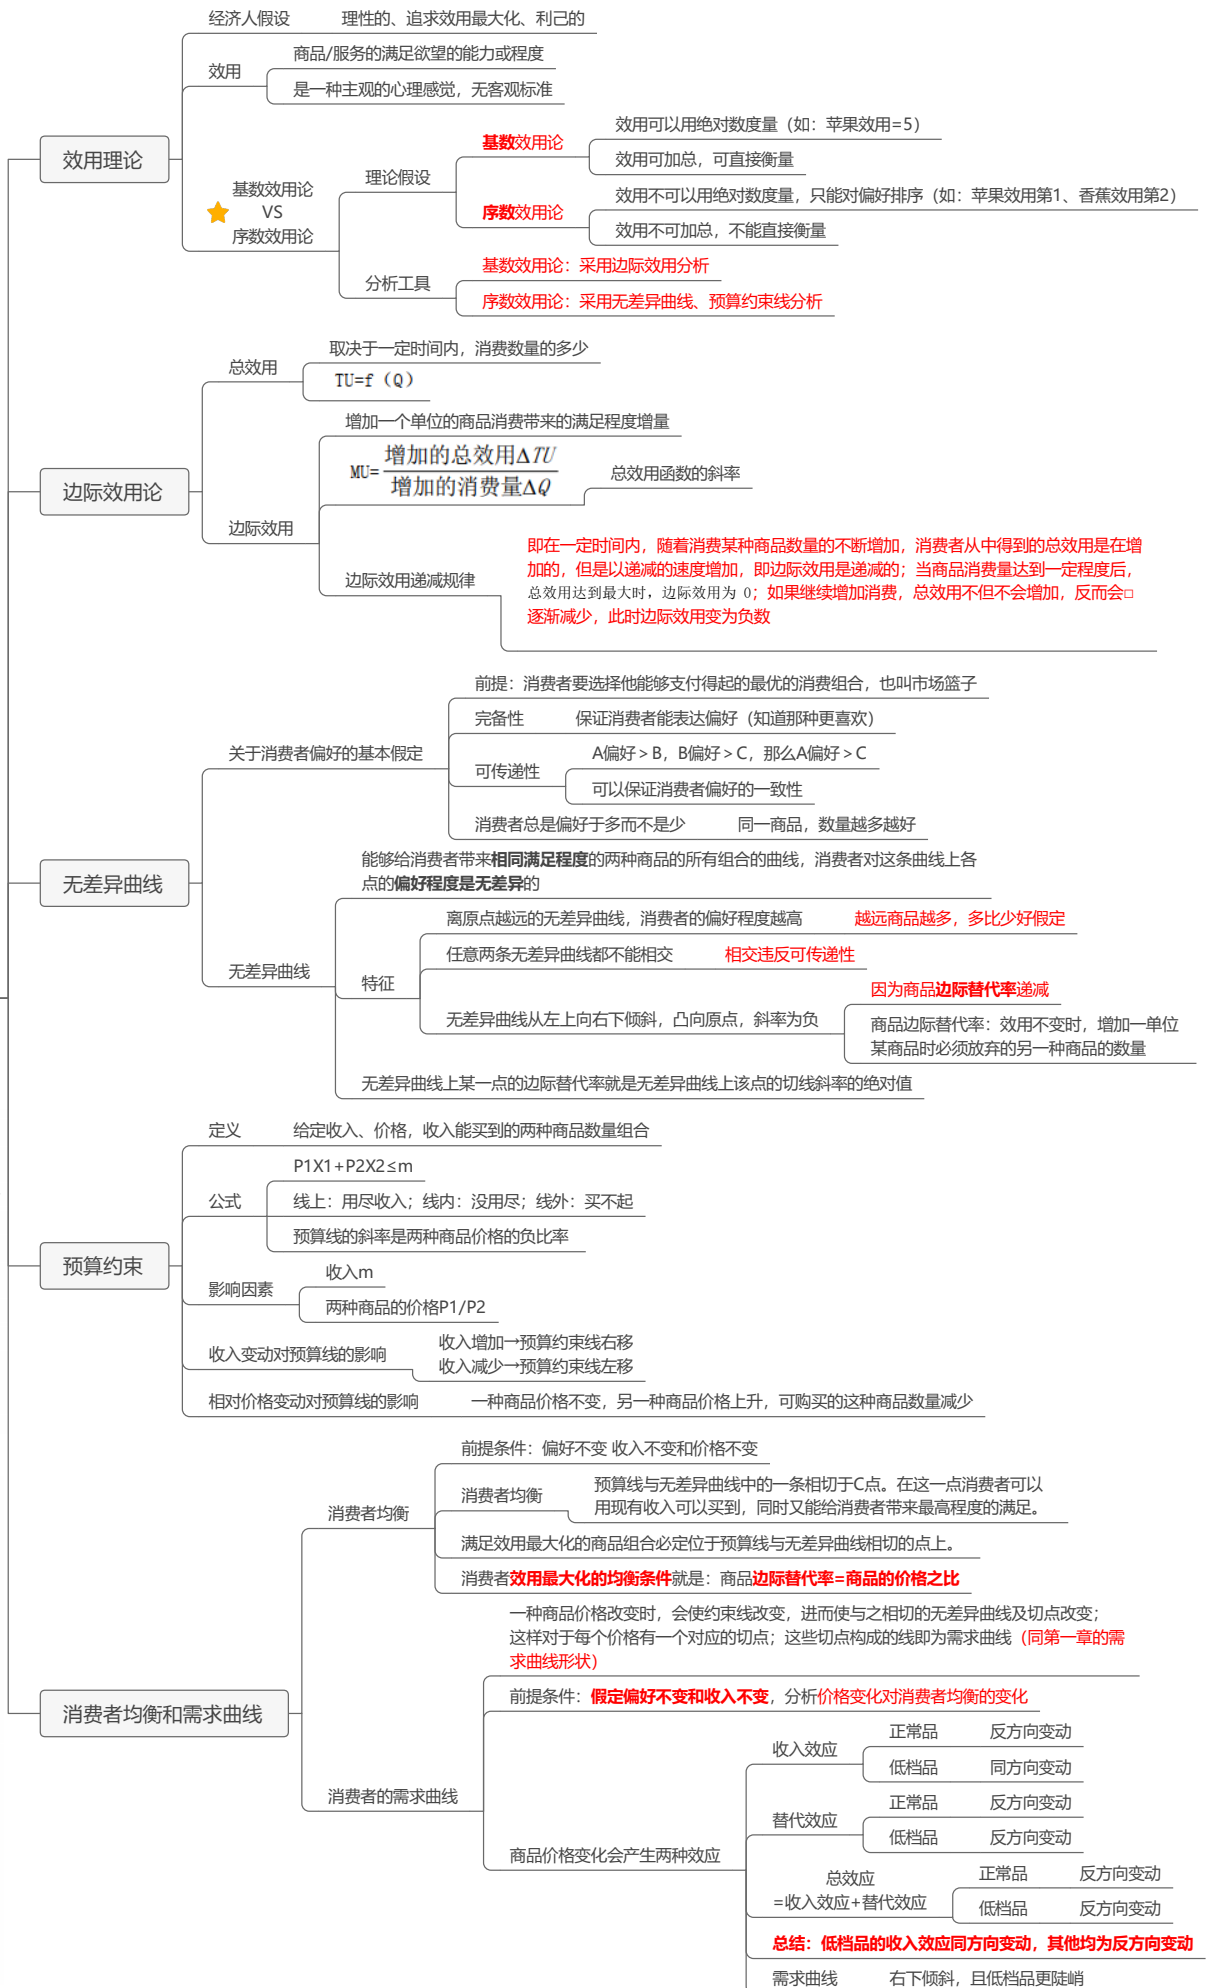 经济人假设 理性的、追求效用最大化、利己的
效用理论
效用
商品/服务的满足欲望的能力或程度
是一种主观的心理感觉，无客观标准
基数效用论
VS
序数效用论
理论假设
基数效用论
效用可以用绝对数度量（如：苹果效用=5）
效用可加总，可直接衡量
序数效用论
效用不可以用绝对数度量，只能对偏好排序（如：苹果效用第1、香蕉效用第2）
效用不可加总，不能直接衡量
分析工具
基数效用论：采用边际效用分析
序数效用论：采用无差异曲线、预算约束线分析
边际效用论
总效用
取决于一定时间内，消费数量的多少
TU=f（Q）
边际效用
增加一个单位的商品消费带来的满足程度增量
MU=增加的总效用ΔTU
增加的消费量ΔQ
总效用函数的斜率
边际效用递减规律
即在一定时间内，随着消费某种商品数量的不断增加，消费者从中得到的总效用是在增
加的，但是以递减的速度增加，即边际效用是递减的；当商品消费量达到一定程度后，
总效用达到最大时，边际效用为 0；如果继续增加消费，总效用不但不会增加，反而会□
逐渐减少，此时边际效用变为负数
无差异曲线
关于消费者偏好的基本假定
前提：消费者要选择他能够支付得起的最优的消费组合，也叫市场篮子
完备性 保证消费者能表达偏好（知道那种更喜欢）
可传递性
A偏好＞B，B偏好＞C，那么A偏好＞C
可以保证消费者偏好的一致性
消费者总是偏好于多而不是少 同一商品，数量越多越好
无差异曲线
能够给消费者带来相同满足程度的两种商品的所有组合的曲线，消费者对这条曲线上各
点的偏好程度是无差异的
特征
离原点越远的无差异曲线，消费者的偏好程度越高 越远商品越多，多比少好假定
任意两条无差异曲线都不能相交 相交违反可传递性
无差异曲线从左上向右下倾斜，凸向原点，斜率为负
因为商品边际替代率递减
商品边际替代率：效用不变时，增加一单位
某商品时必须放弃的另一种商品的数量
无差异曲线上某一点的边际替代率就是无差异曲线上该点的切线斜率的绝对值
预算约束
定义 给定收入、价格，收入能买到的两种商品数量组合
公式
P1X1+P2X2≤m
线上：用尽收入；线内：没用尽；线外：买不起
预算线的斜率是两种商品价格的负比率
影响因素
收入m
两种商品的价格P1/P2
收入变动对预算线的影响
收入增加→预算约束线右移
收入减少→预算约束线左移
相对价格变动对预算线的影响 一种商品价格不变，另一种商品价格上升，可购买的这种商品数量减少
消费者均衡和需求曲线
消费者均衡
前提条件：偏好不变 收入不变和价格不变
消费者均衡
预算线与无差异曲线中的一条相切于C点。在这一点消费者可以
用现有收入可以买到，同时又能给消费者带来最高程度的满足。
满足效用最大化的商品组合必定位于预算线与无差异曲线相切的点上。
消费者效用最大化的均衡条件就是：商品边际替代率=商品的价格之比
消费者的需求曲线
一种商品价格改变时，会使约束线改变，进而使与之相切的无差异曲线及切点改变；
这样对于每个价格有一个对应的切点；这些切点构成的线即为需求曲线（同第一章的需
求曲线形状）
前提条件：假定偏好不变和收入不变，分析价格变化对消费者均衡的变化
商品价格变化会产生两种效应
收入效应
正常品 反方向变动
低档品 同方向变动
替代效应
正常品 反方向变动
低档品 反方向变动
总效应
=收入效应+替代效应
正常品 反方向变动
低档品 反方向变动
总结：低档品的收入效应同方向变动，其他均为反方向变动
需求曲线 右下倾斜，且低档品更陡峭